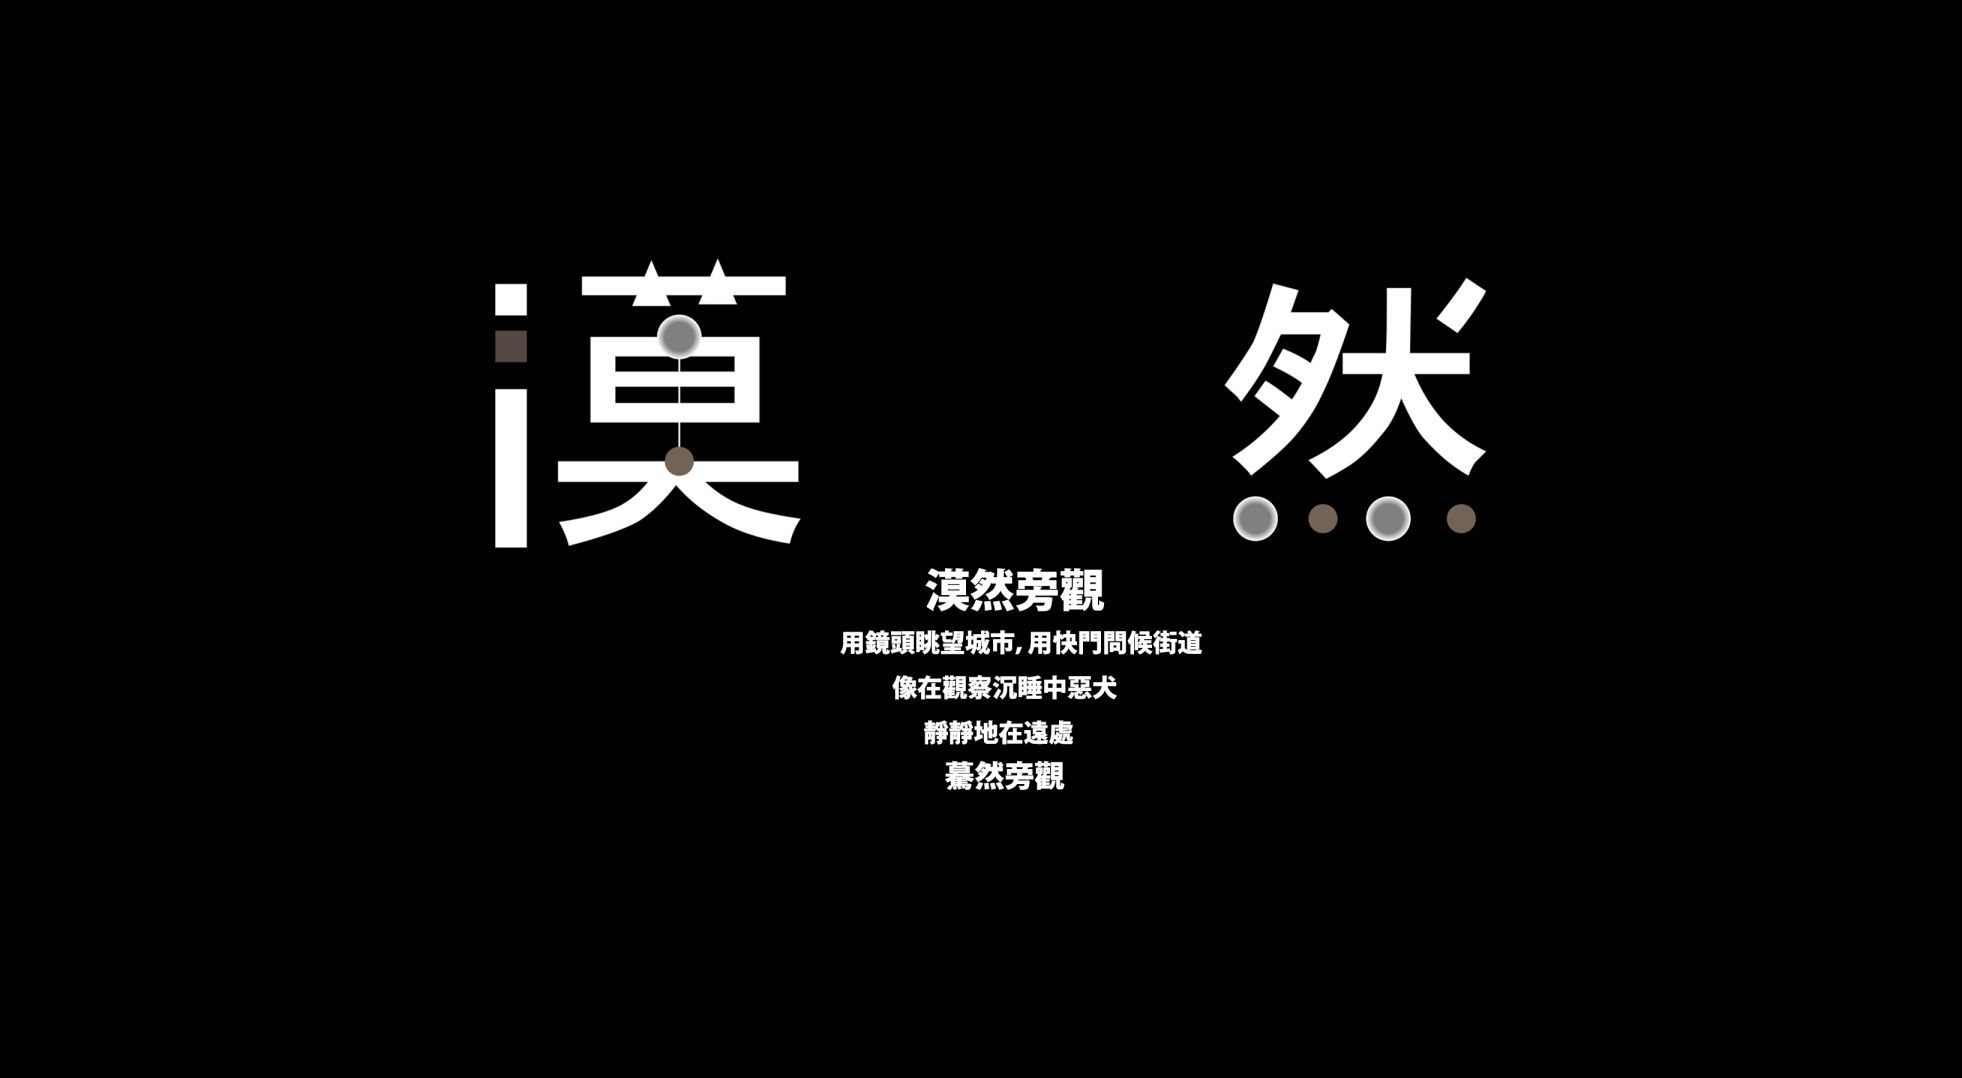 漠 然
漠然旁觀
用鏡頭眺望城市, 用快門問候街道
像在觀察沉睡中惡犬
靜靜地在遠處
驀然旁觀